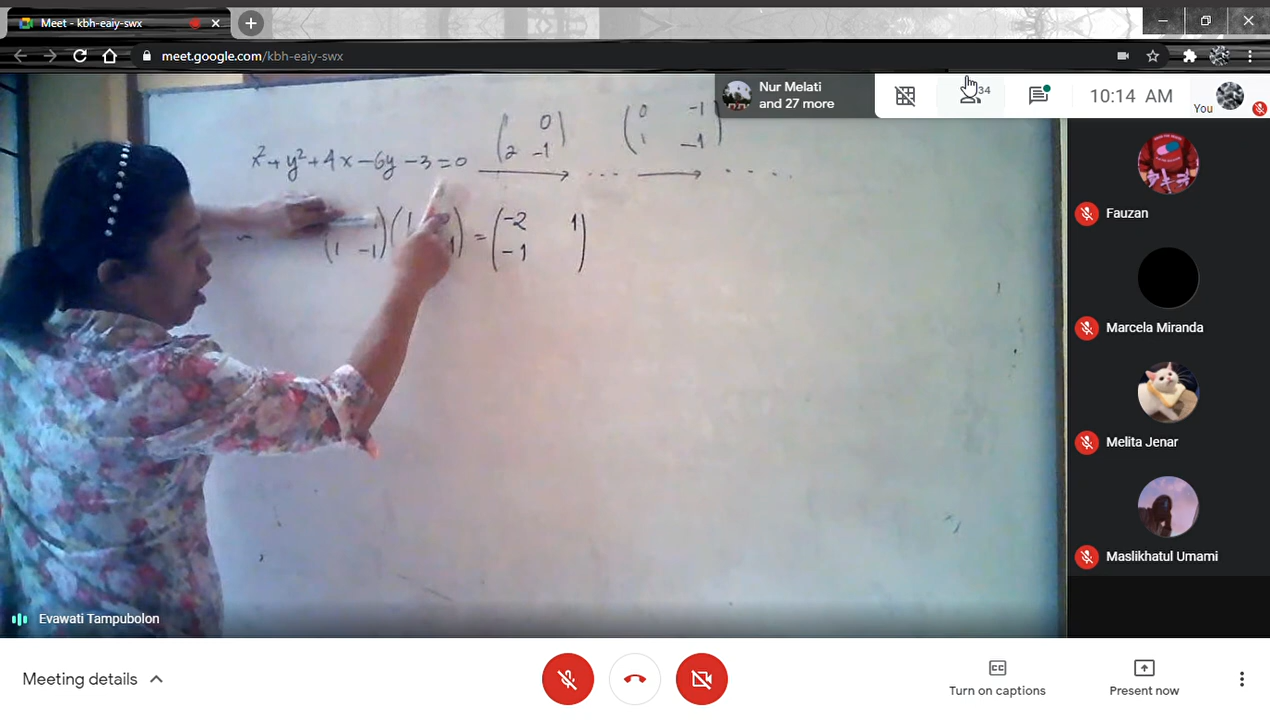 Meet - kbh-eaiy-swx
meet.google.com/kbh-eaiy-swx
Nur Melati
and 27 more
34
10:14 AM
You
0 0 -1
2 -1 1 -1
x² + y² + 4x - 6y - 3 = 0 ... ....
1 -2 1
1 -1 1 = -1
Fauzan
Marcela Miranda
Melita Jenar
Maslikhatul Umami
Evawati Tampubolon
Meeting details
CC
Turn on captions
Present now